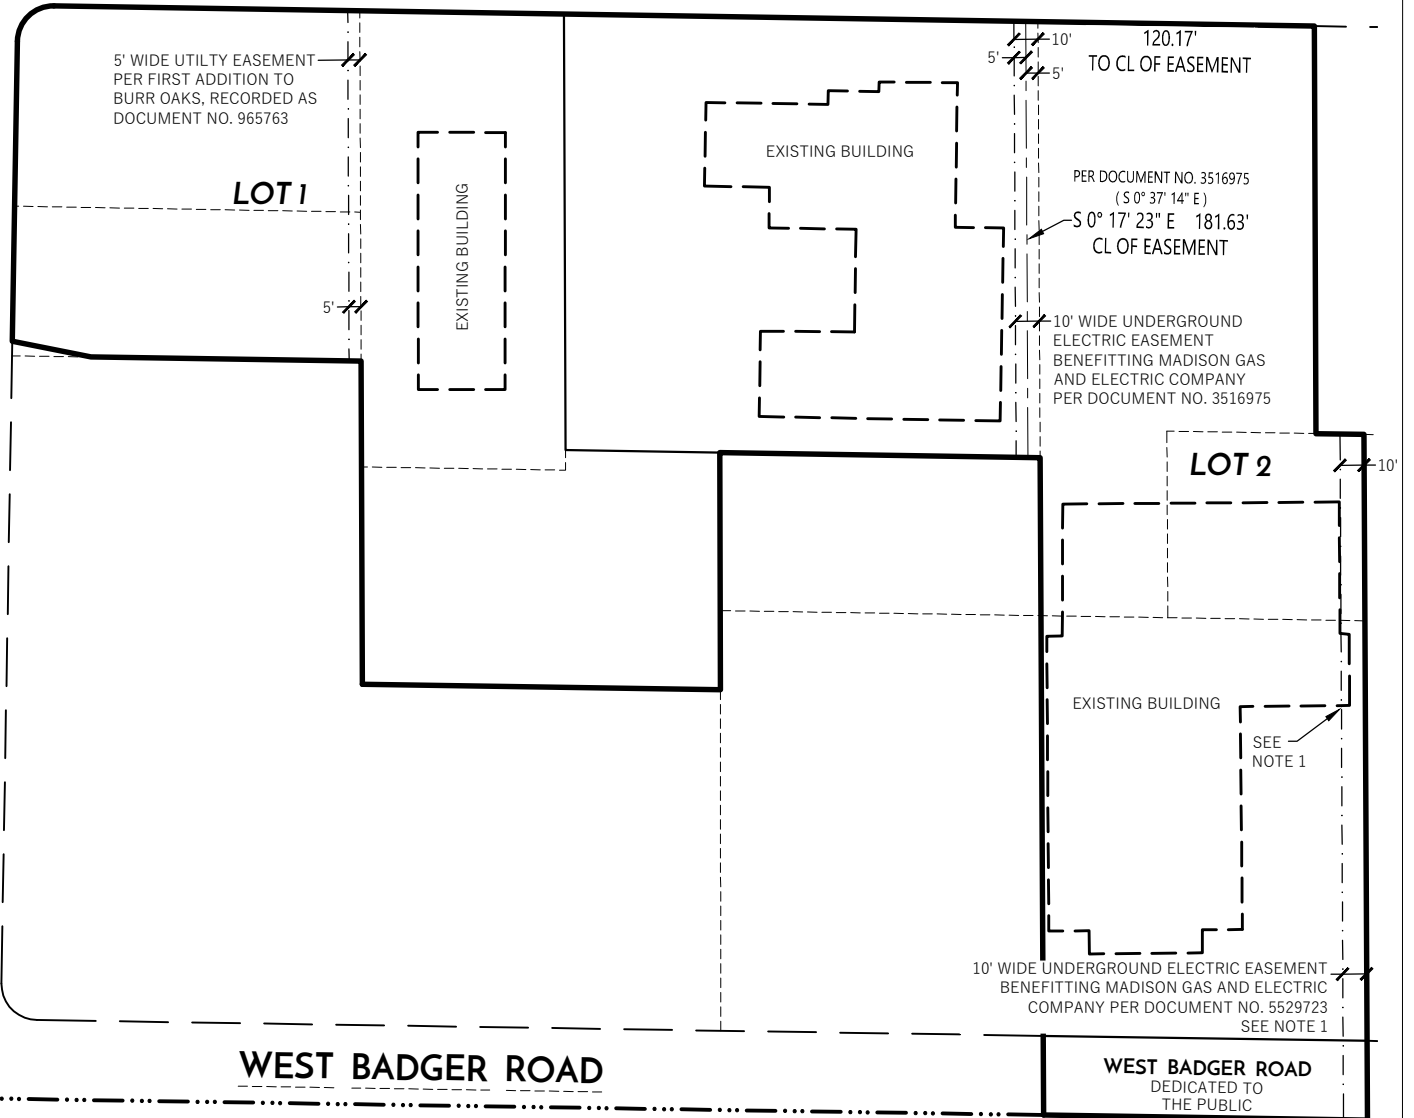 5' WIDE UTILTY EASEMENT
PER FIRST ADDITION TO
BURR OAKS, RECORDED AS
DOCUMENT NO. 965763
LOT 1
5'
EXISTING BUILDING
EXISTING BUILDING
10'
5'
5'
120.17'
TO CL OF EASEMENT
PER DOCUMENT NO. 3516975
( S 0° 37' 14" E )
S 0° 17' 23" E 181.63'
CL OF EASEMENT
10' WIDE UNDERGROUND
ELECTRIC EASEMENT
BENEFITTING MADISON GAS
AND ELECTRIC COMPANY
PER DOCUMENT NO. 3516975
LOT 2
10'
EXISTING BUILDING
SEE
NOTE 1
10' WIDE UNDERGROUND ELECTRIC EASEMENT
BENEFITTING MADISON GAS AND ELECTRIC
COMPANY PER DOCUMENT NO. 5529723
SEE NOTE 1
WEST BADGER ROAD
WEST BADGER ROAD
DEDICATED TO
THE PUBLIC